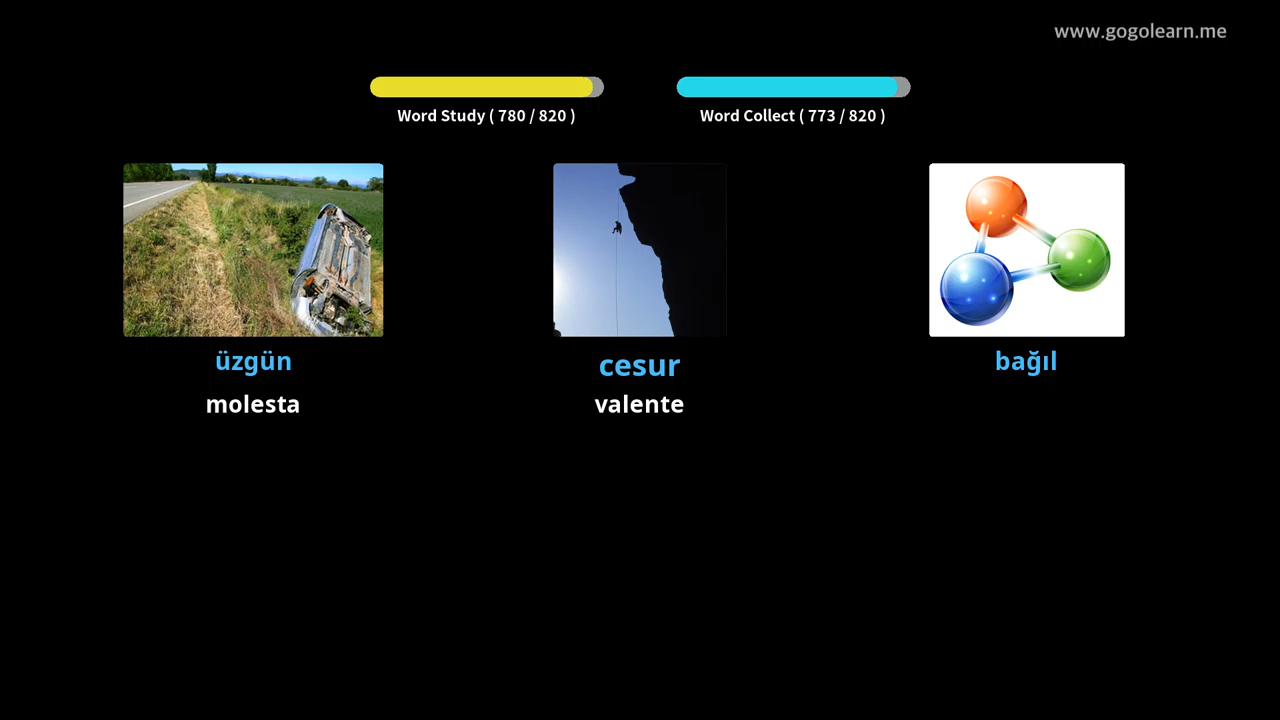 www.gogolearn.me
Word Study ( 780 / 820 )
Word Collect ( 773 / 820 )
üzgün
cesur
bağıl
molesta
valente